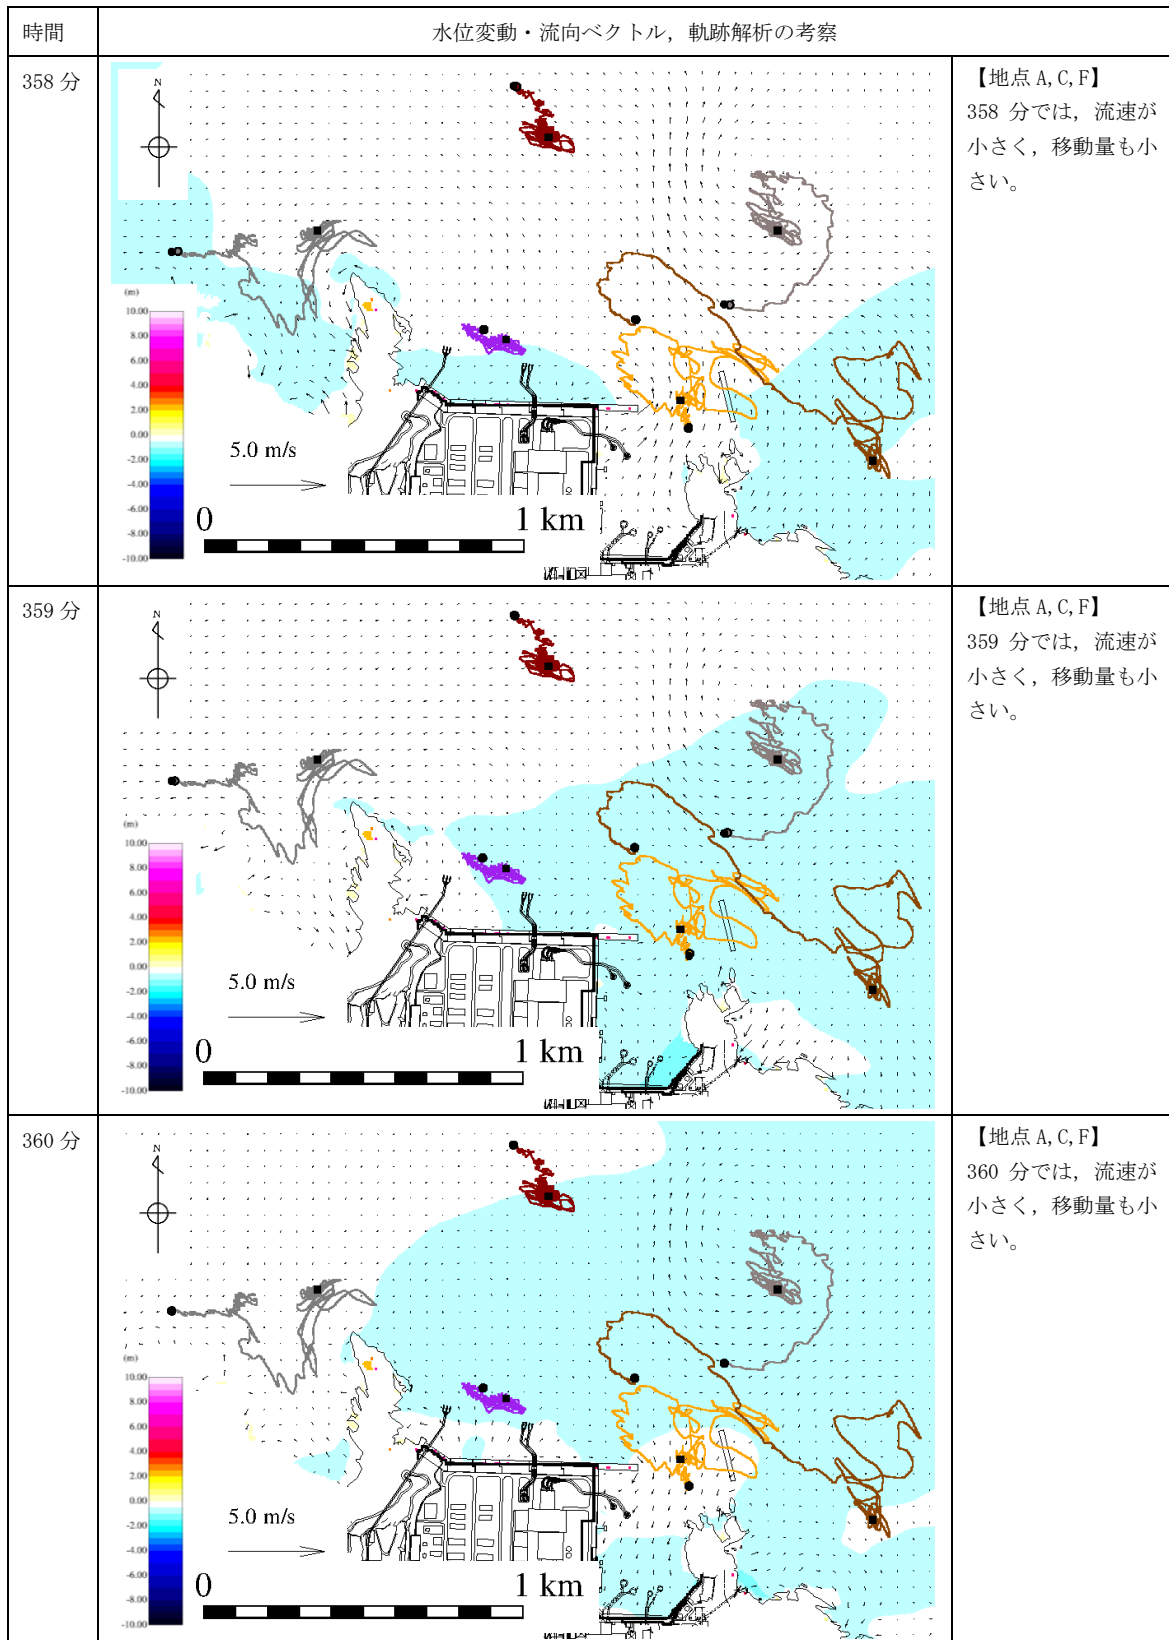 時間
水位変動・流向ベクトル，軌跡解析の考察
358 分
N
(m)
10.00
8.00
6.00
4.00
2.00
0.00
-2.00
-4.00
-6.00
-8.00
-10.00
5.0 m/s
0
1 km
【地点 A,C,F】
358 分では，流速が
小さく，移動量も小
さい。
359 分
N
(m)
10.00
8.00
6.00
4.00
2.00
0.00
-2.00
-4.00
-6.00
-8.00
-10.00
5.0 m/s
0
1 km
【地点 A,C,F】
359 分では，流速が
小さく，移動量も小
さい。
360 分
N
(m)
10.00
8.00
6.00
4.00
2.00
0.00
-2.00
-4.00
-6.00
-8.00
-10.00
5.0 m/s
0
1 km
【地点 A,C,F】
360 分では，流速が
小さく，移動量も小
さい。